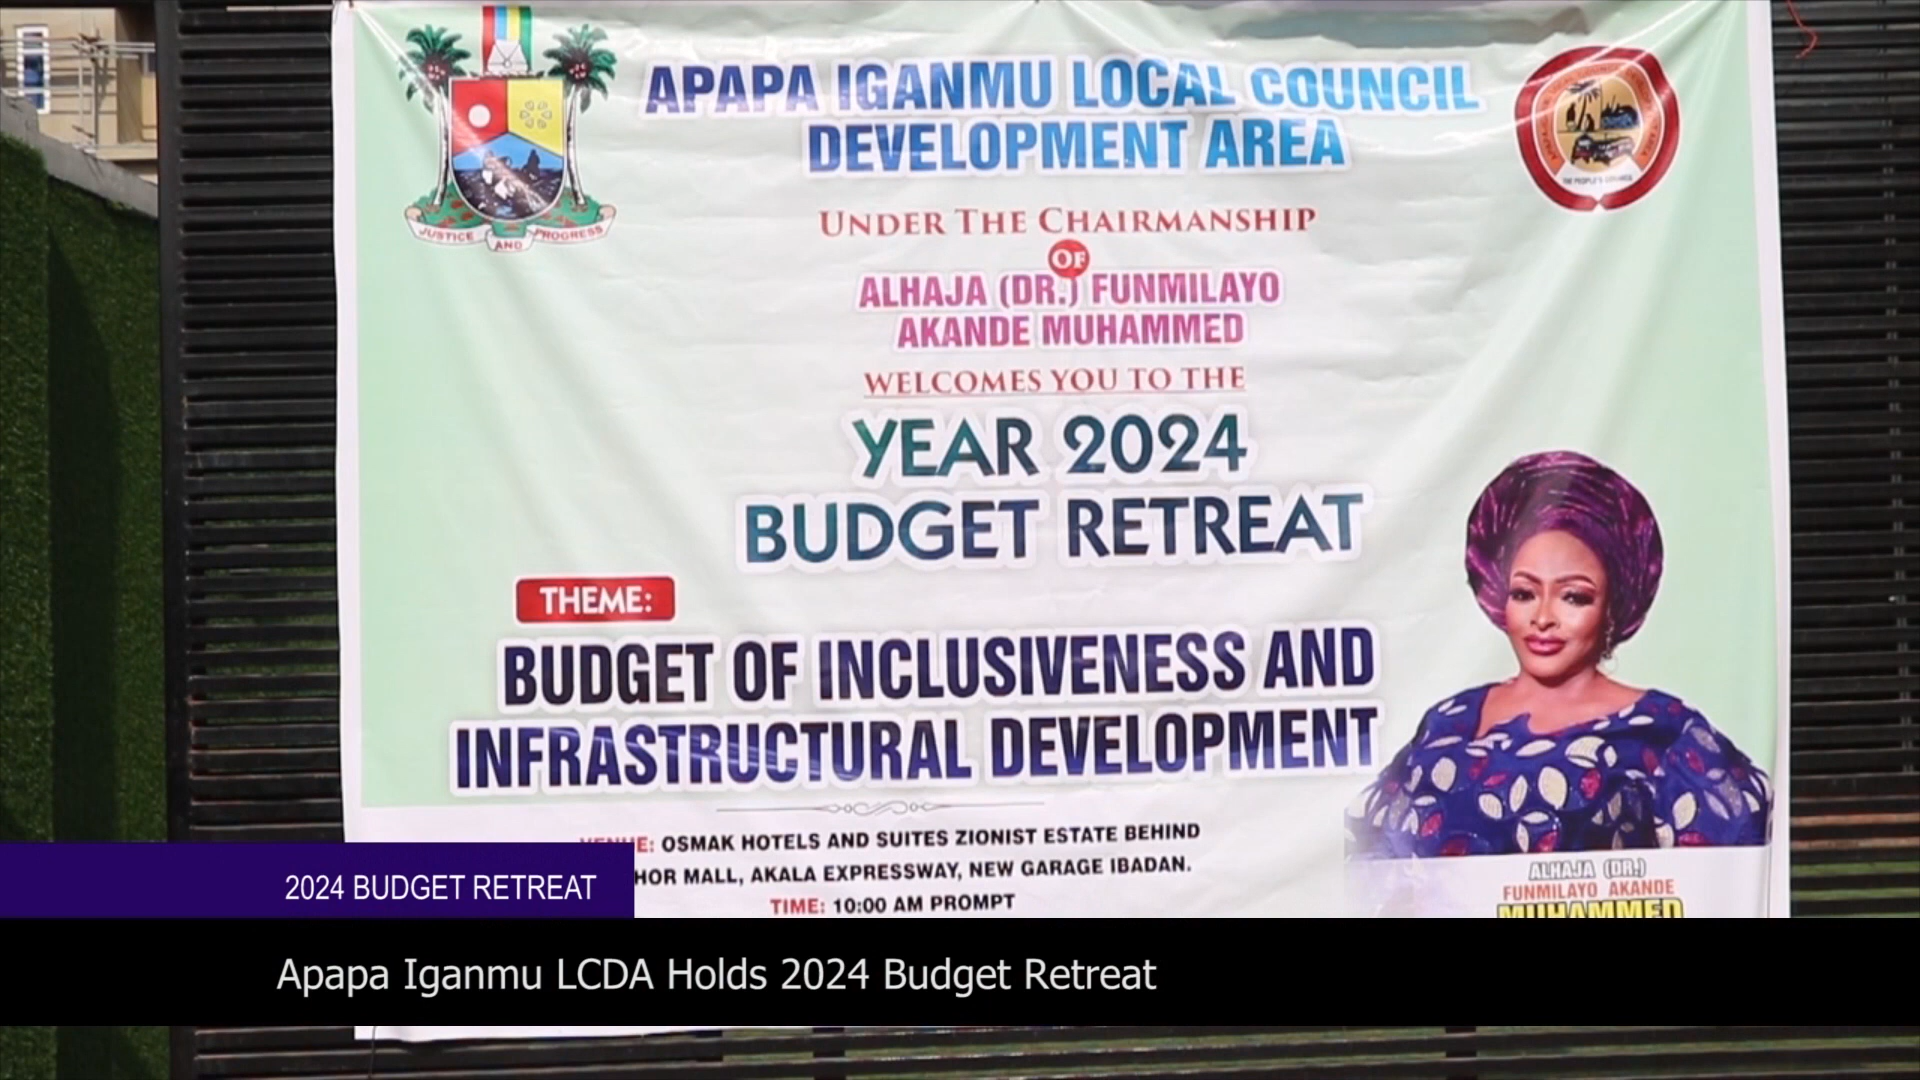 APAPA IGANMU LOCAL COUNCIL
DEVELOPMENT AREA
UNDER THE CHAIRMANSHIP
OF
ALHAJA (DR.) FUNMILAYO
AKANDE MUHAMMED
WELCOMES YOU TO THE
YEAR 2024
BUDGET RETREAT
THEME:
BUDGET OF INCLUSIVENESS AND
INFRASTRUCTURAL DEVELOPMENT
VENUE: OSMAK HOTELS AND SUITES ZIONIST ESTATE BEHIND
HOR MALL, AKALA EXPRESSWAY, NEW GARAGE IBADAN.
TIME: 10:00 AM PROMPT
JUSTICE AND PROGRESS
ALHAJA (DR.)
FUNMILAYO AKANDE
MUHAMMED
2024 BUDGET RETREAT
Apapa Iganmu LCDA Holds 2024 Budget Retreat